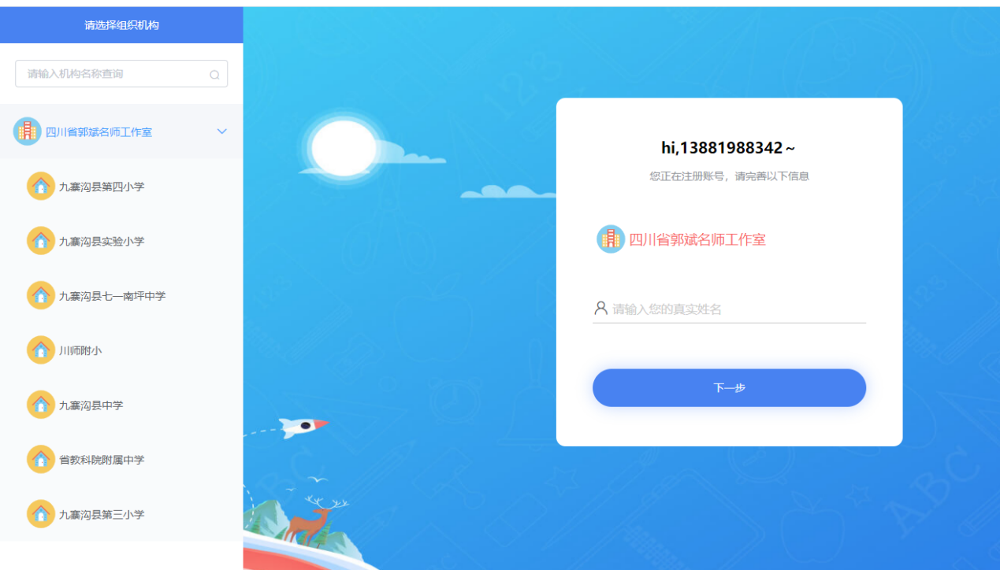 请选择组织机构
请输入机构名称查询
四川省郭斌名师工作室
九寨沟县第四小学
九寨沟县实验小学
九寨沟县七一南坪中学
川师附小
九寨沟县中学
省教科院附属中学
九寨沟县第三小学
hi,13881988342~
您正在注册账号，请完善以下信息
四川省郭斌名师工作室
请输入您的真实姓名
下一步
123
ABC
123
ABC